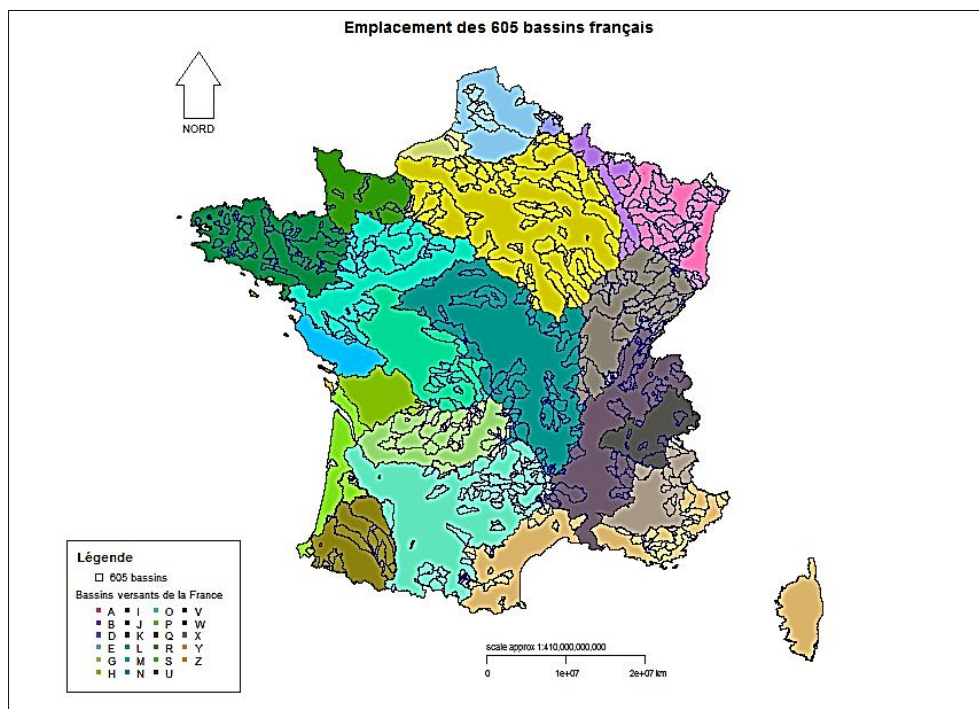 Emplacement des 605 bassins français
NORD
Légende
605 bassins
Bassins versants de la France
A I O V
B J P W
D K Q X
E L R Y
G M S Z
H N U
scale approx 1:410,000,000,000
0 1e+07 2e+07 km